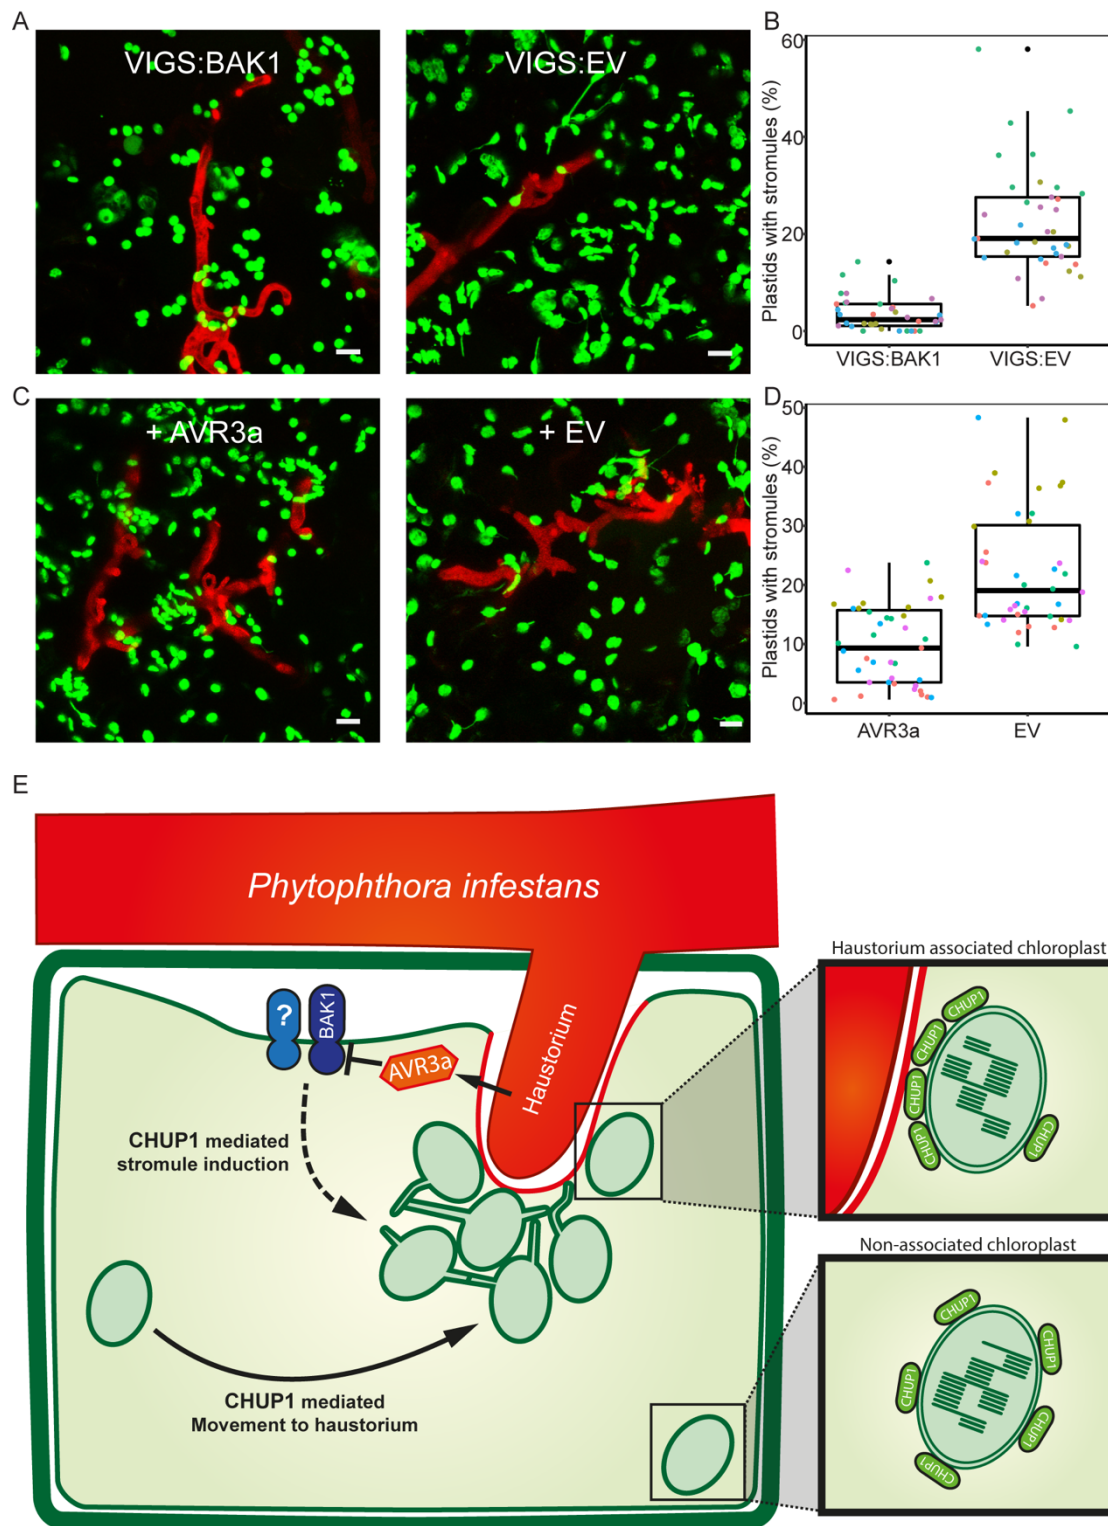 A
VIGS:BAK1
VIGS:EV
B
Plastids with stromules (%)
60
40
20
0
VIGS:BAK1
VIGS:EV
C
+ AVR3a
+ EV
D
Plastids with stromules (%)
50
40
30
20
10
0
AVR3a
EV
E
Phytophthora infestans
?
BAK1
AVR3a
Haustorium
CHUP1 mediated
stromule induction
CHUP1 mediated
Movement to haustorium
Haustorium associated chloroplast
CHUP1
CHUP1
CHUP1
CHUP1
CHUP1
Non-associated chloroplast
CHUP1
CHUP1
CHUP1
CHUP1
CHUP1